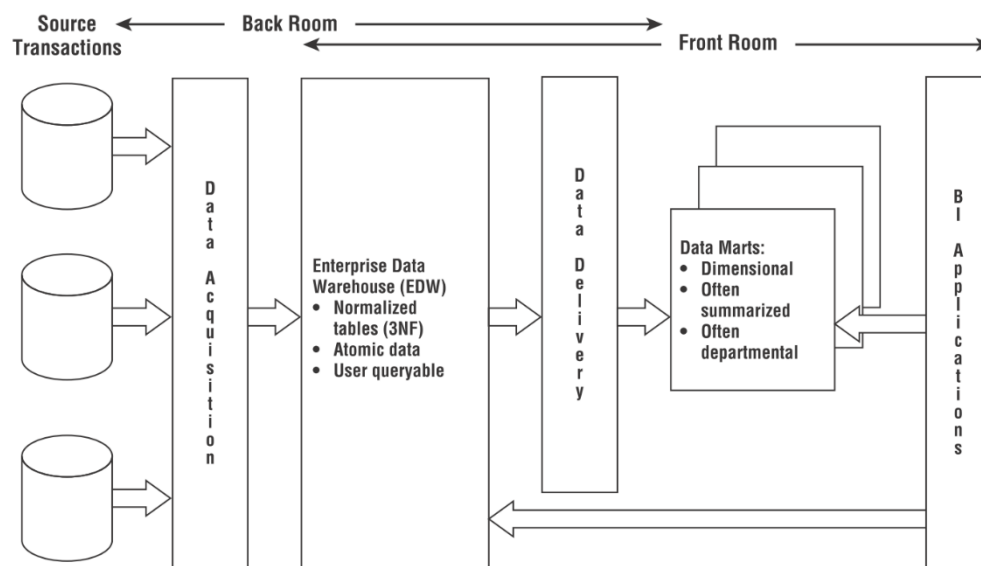 Source
Transactions
Back Room
Front Room
Data Acquisition
Enterprise Data
Warehouse (EDW)
• Normalized
tables (3NF)
• Atomic data
• User queryable
Data Delivery
Data Marts:
• Dimensional
• Often
summarized
• Often
departmental
BI Applications